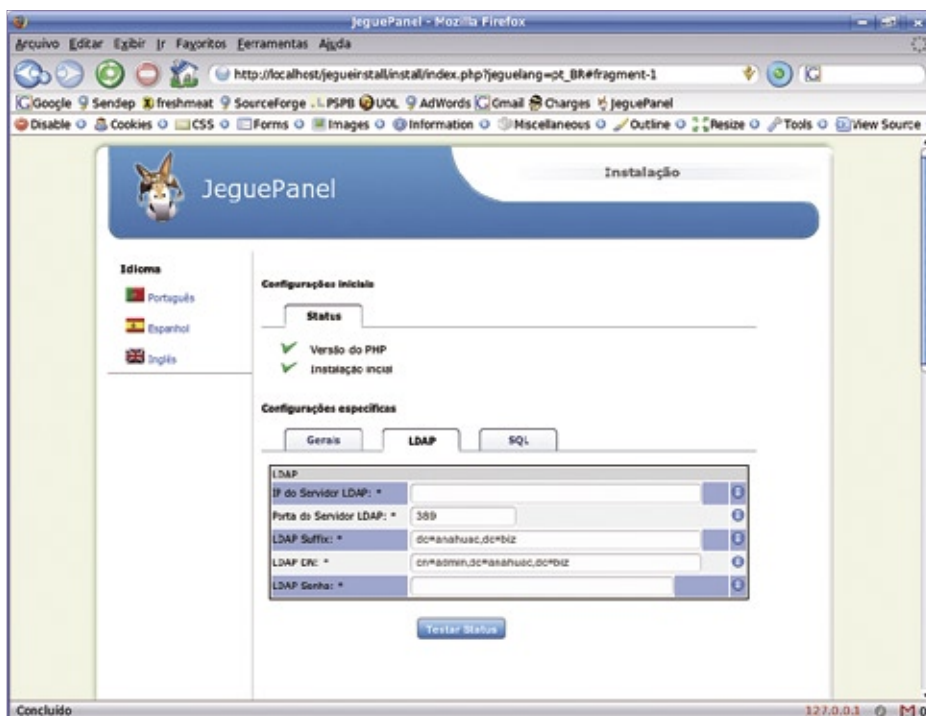 JeguePanel - Mozilla Firefox
Arquivo Editar Exibir Ir Favoritos Ferramentas Ajuda
http://localhost/jegueinstall/install/index.php?jeguelang=pt_BR#fragment-1
Google Sendep freshmeat SourceForge PSPB UOL AdWords Gmail Charges JeguePanel
Disable Cookies CSS Forms Images Information Miscellaneous Outline Resize Tools View Source
JeguePanel
Instalação
Idioma
Português
Espanhol
Inglês
Configurações iniciais
Status
Versão do PHP
Instalação incial
Configurações específicas
Gerais LDAP SQL
LDAP
IP do Servidor LDAP: *
Porta do Servidor LDAP: * 389
LDAP Suffix: * dc=anahuac,dc=biz
LDAP DN: * cn=admin,dc=anahuac,dc=biz
LDAP Senha: *
Testar Status
Concluído 127.0.0.1 0